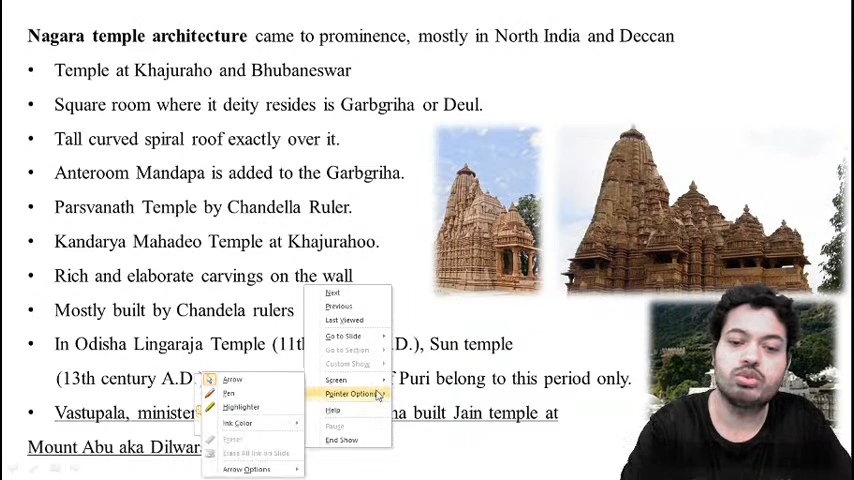 Nagara temple architecture came to prominence, mostly in North India and Deccan
• Temple at Khajuraho and Bhubaneswar
• Square room where it deity resides is Garbgriha or Deul.
• Tall curved spiral roof exactly over it.
• Anteroom Mandapa is added to the Garbgriha.
• Parsvanath Temple by Chandella Ruler.
• Kandarya Mahadeo Temple at Khajurahoo.
• Rich and elaborate carvings on the wall
• Mostly built by Chandela rulers
• In Odisha Lingaraja Temple (11t .D.), Sun temple
(13th century A.D. f Puri belong to this period only.
• Vastupala, minister na built Jain temple at
Mount Abu aka Dilwar
Next
Previous
Last Viewed
Go to Slide
Go to Section
Custom Show
Screen
Pointer Options
Help
Pause
End Show
Arrow
Pen
Highlighter
Ink Color
Eraser
Erase All Ink on Slide
Arrow Options